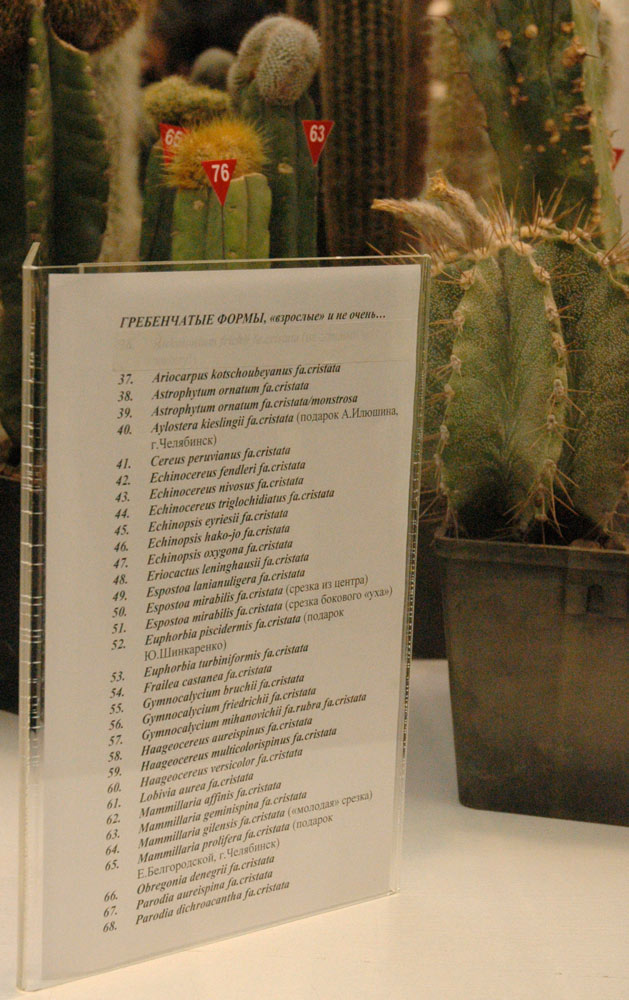 63
76
ГРЕБЕНЧАТЫЕ ФОРМЫ, «взрослые» и не очень…
37. Ariocarpus kotschoubeyanus fa.cristata
38. Astrophytum ornatum fa.cristata
39. Astrophytum ornatum fa.cristata/monstrosa
40. Aylostera kieslingii fa.cristata (подарок А.Илюшина,
г.Челябинск)
41. Cereus peruvianus fa.cristata
42. Echinocereus fendleri fa.cristata
43. Echinocereus nivosus fa.cristata
44. Echinocereus triglochidiatus fa.cristata
45. Echinopsis eyriesii fa.cristata
46. Echinopsis hako-jo fa.cristata
47. Echinopsis oxygona fa.cristata
48. Eriocactus leninghausii fa.cristata
49. Espostoa lanianuligera fa.cristata
50. Espostoa mirabilis fa.cristata (срезка из центра)
51. Espostoa mirabilis fa.cristata (срезка бокового «уха»)
52. Euphorbia piscidermis fa.cristata (подарок
Ю.Шинкаренко)
53. Euphorbia turbiniformis fa.cristata
54. Frailea castanea fa.cristata
55. Gymnocalycium bruchii fa.cristata
56. Gymnocalycium friedrichii fa.cristata
57. Gymnocalycium mihanovichii fa.rubra fa.cristata
58. Haageocereus aureispinus fa.cristata
59. Haageocereus multicolorispinus fa.cristata
60. Haageocereus versicolor fa.cristata
61. Lobivia aurea fa.cristata
62. Mammillaria affinis fa.cristata
63. Mammillaria geminispina fa.cristata
64. Mammillaria gilensis fa.cristata («молодая» срезка)
65. Mammillaria prolifera fa.cristata (подарок
Е.Белгородской, г.Челябинск)
66. Obregonia denegrii fa.cristata
67. Parodia aureispina fa.cristata
68. Parodia dichroacantha fa.cristata